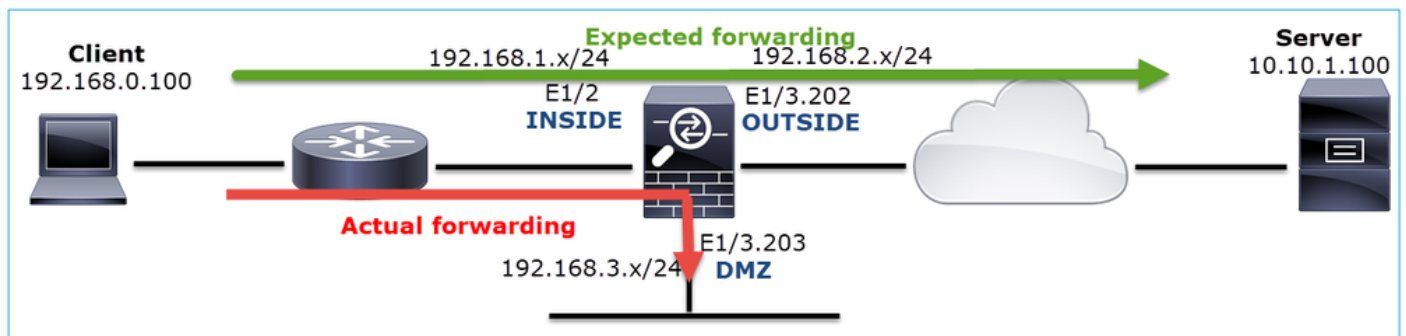 Expected forwarding
Client
192.168.0.100
192.168.1.x/24
192.168.2.x/24
Server
10.10.1.100
E1/2
INSIDE
E1/3.202
OUTSIDE
Actual forwarding
E1/3.203
DMZ
192.168.3.x/24